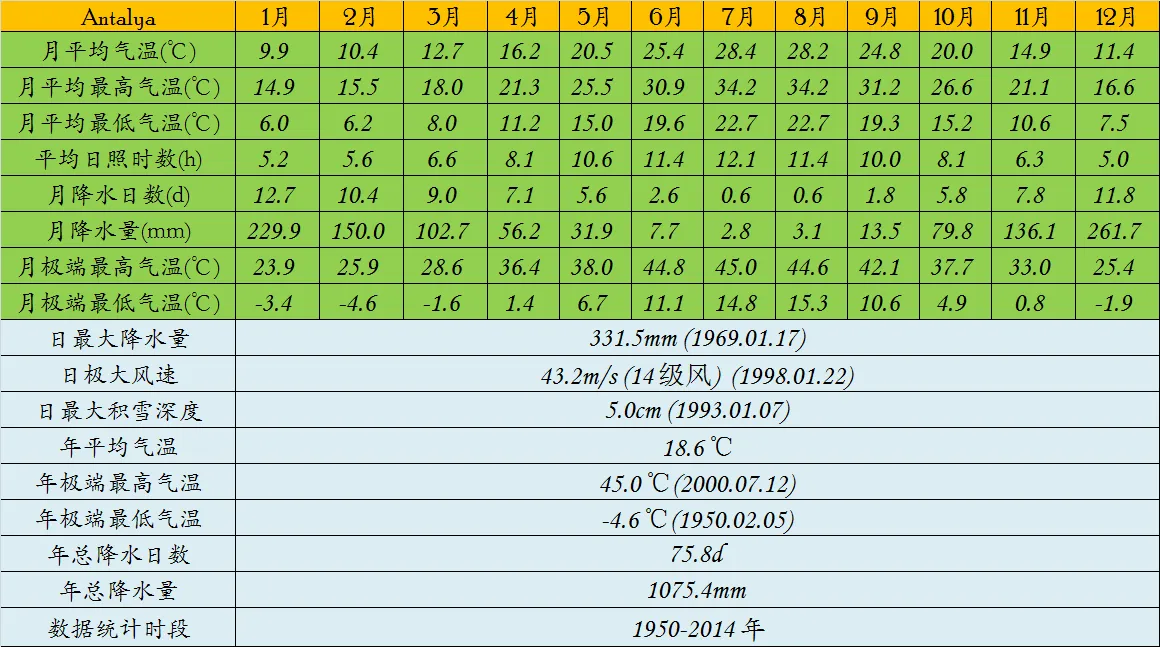 Antalya 1月 2月 3月 4月 5月 6月 7月 8月 9月 10月 11月 12月
月平均气温(℃) 9.9 10.4 12.7 16.2 20.5 25.4 28.4 28.2 24.8 20.0 14.9 11.4
月平均最高气温(℃) 14.9 15.5 18.0 21.3 25.5 30.9 34.2 34.2 31.2 26.6 21.1 16.6
月平均最低气温(℃) 6.0 6.2 8.0 11.2 15.0 19.6 22.7 22.7 19.3 15.2 10.6 7.5
平均日照时数(h) 5.2 5.6 6.6 8.1 10.6 11.4 12.1 11.4 10.0 8.1 6.3 5.0
月降水日数(d) 12.7 10.4 9.0 7.1 5.6 2.6 0.6 0.6 1.8 5.8 7.8 11.8
月降水量(mm) 229.9 150.0 102.7 56.2 31.9 7.7 2.8 3.1 13.5 79.8 136.1 261.7
月极端最高气温(℃) 23.9 25.9 28.6 36.4 38.0 44.8 45.0 44.6 42.1 37.7 33.0 25.4
月极端最低气温(℃) -3.4 -4.6 -1.6 1.4 6.7 11.1 14.8 15.3 10.6 4.9 0.8 -1.9
日最大降水量 331.5mm (1969.01.17)
日极大风速 43.2m/s (14级风) (1998.01.22)
日最大积雪深度 5.0cm (1993.01.07)
年平均气温 18.6℃
年极端最高气温 45.0℃(2000.07.12)
年极端最低气温 -4.6℃(1950.02.05)
年总降水日数 75.8d
年总降水量 1075.4mm
数据统计时段 1950-2014年